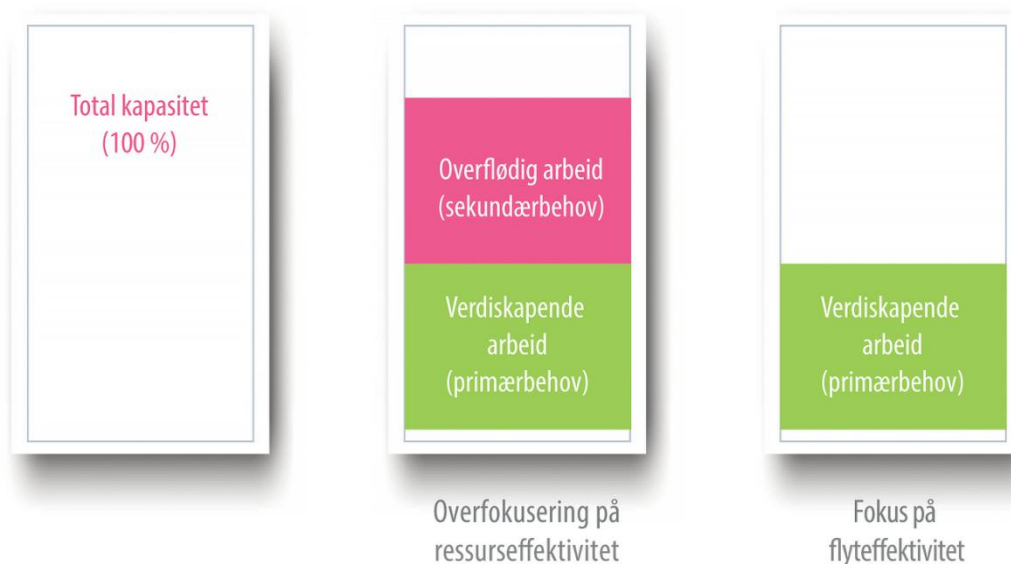 Total kapasitet
(100 %)
Overflødig arbeid
(sekundærbehov)
Verdiskapende
arbeid
(primærbehov)
Overfokusering på
ressurseffektivitet
Verdiskapende
arbeid
(primærbehov)
Fokus på
flyteffektivitet